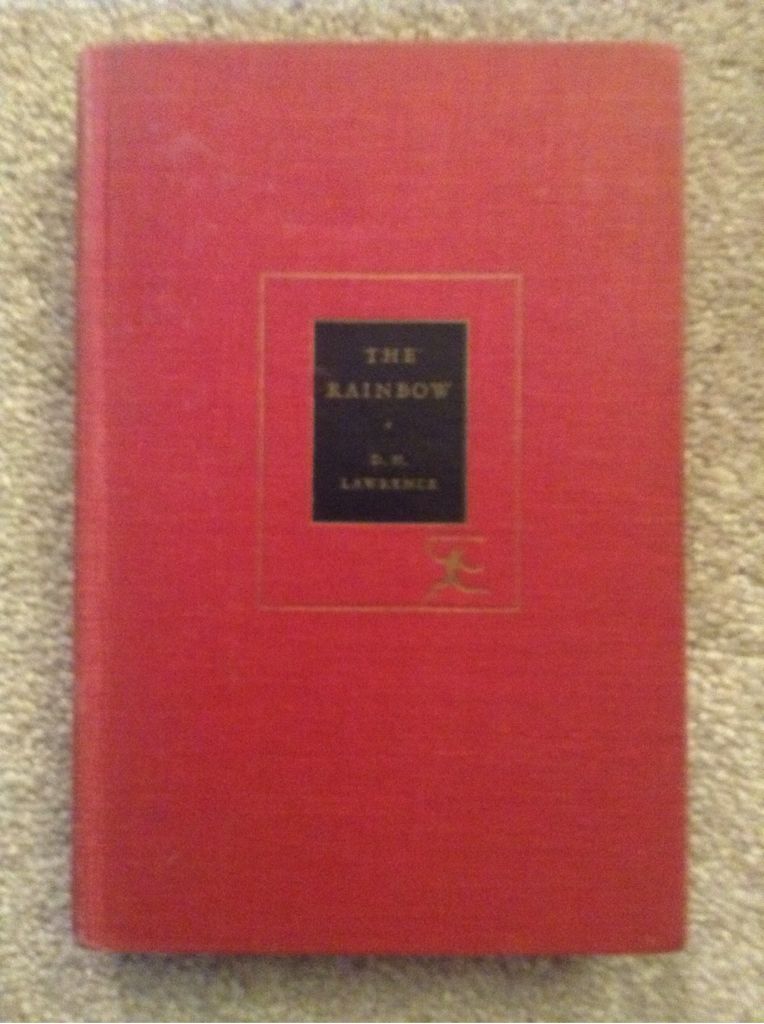 THE
RAINBOW
D. H.
LAWRENCE